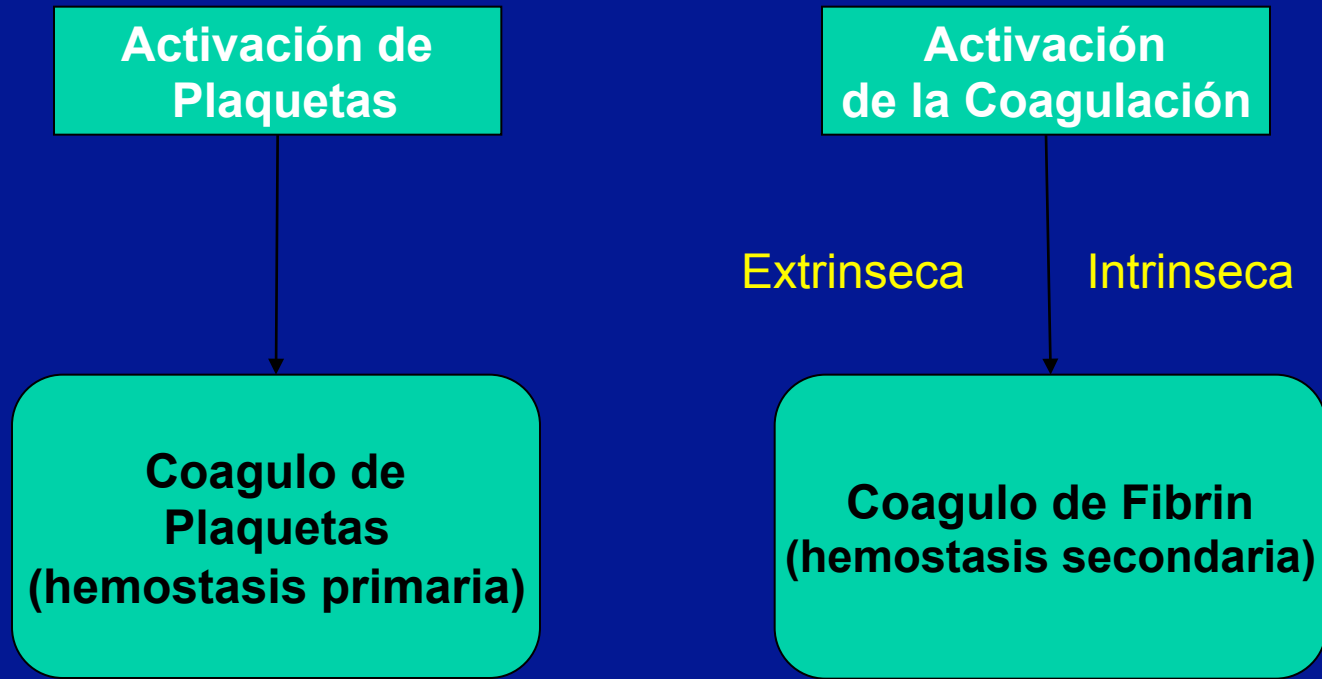 Activación de
Plaquetas
Activación
de la Coagulación
Extrinseca
Intrinseca
Coagulo de
Plaquetas
(hemostasis primaria)
Coagulo de Fibrin
(hemostasis secondaria)